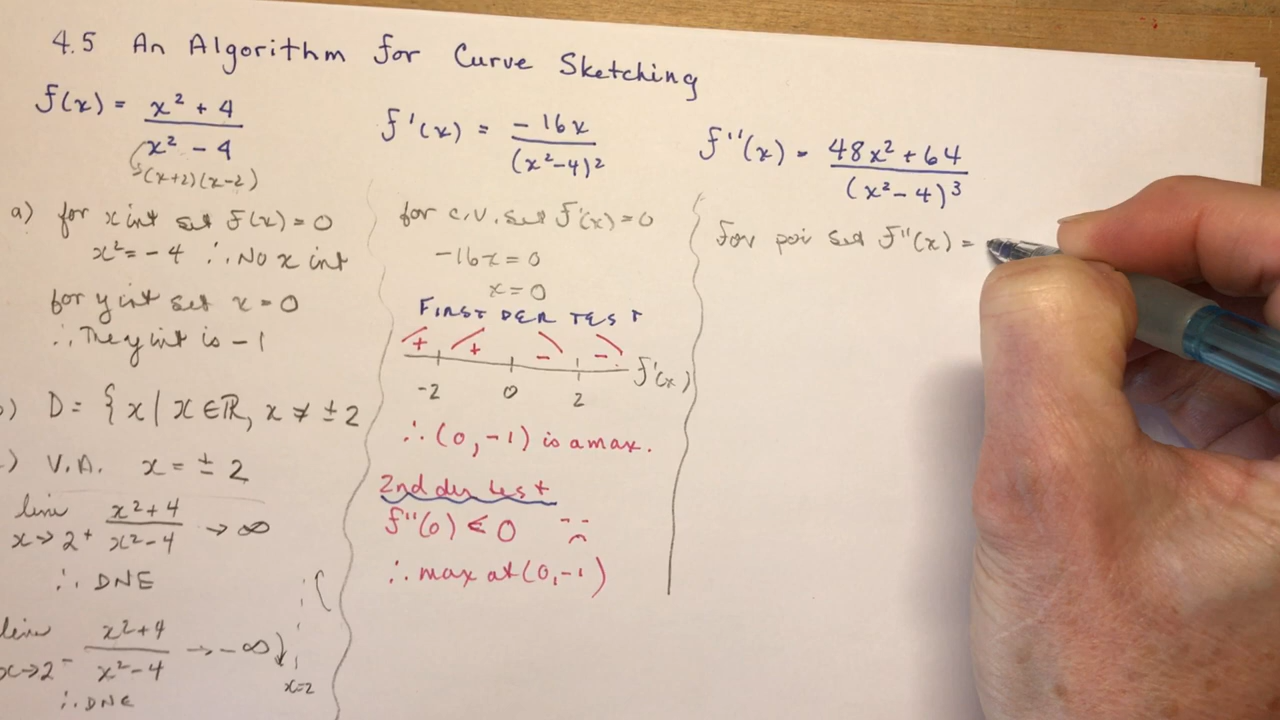 4.5 An Algorithm for Curve Sketching
f(x) = x² + 4 / x² - 4
(x+2)(x-2)
a) for x int set f(x) = 0
x² = -4 ∴ No x int
for y int set x = 0
∴ The y int is -1
) D = { x | x ∈ ℝ, x ≠ ± 2
) V.A. x = ± 2
lim x→2⁺ x²+4 / x²-4 → ∞
∴ DNE
lim x→2⁻ x²+4 / x²-4 → -∞
∴ DNE
x=2
f'(x) = -16x / (x²-4)²
for c.v. set f'(x) = 0
-16x = 0
x = 0
FIRST DER TEST
+ + - -
f'(x)
-2 0 2
∴ (0, -1) is a max.
2nd der test
f''(0) < 0
∴ max at (0, -1)
f''(x) = 48x² + 64 / (x² - 4)³
For poi set f''(x) =